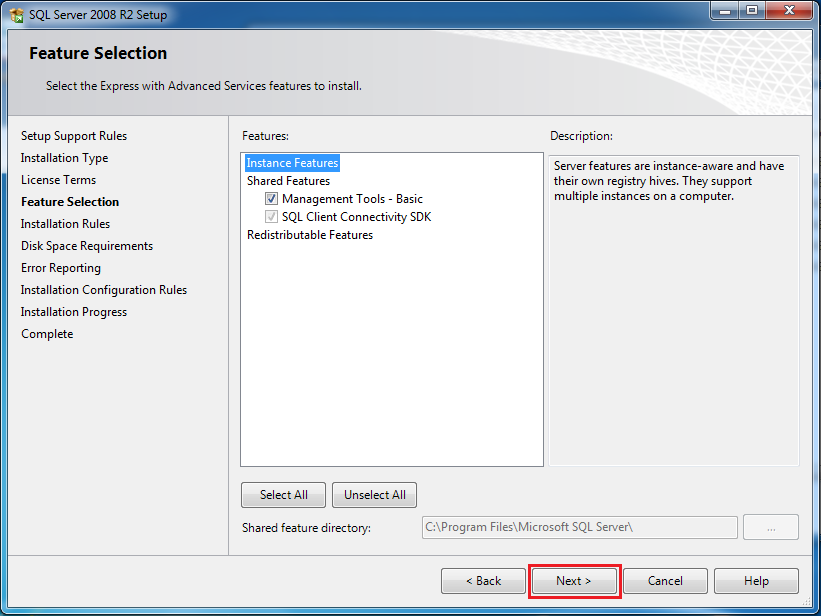 SQL Server 2008 R2 Setup
Feature Selection
Select the Express with Advanced Services features to install.
Setup Support Rules
Installation Type
License Terms
Feature Selection
Installation Rules
Disk Space Requirements
Error Reporting
Installation Configuration Rules
Installation Progress
Complete
Features:
Instance Features
Shared Features
Management Tools - Basic
SQL Client Connectivity SDK
Redistributable Features
Description:
Server features are instance-aware and have
their own registry hives. They support
multiple instances on a computer.
Select All
Unselect All
Shared feature directory:
C:\Program Files\Microsoft SQL Server\
...
< Back
Next >
Cancel
Help